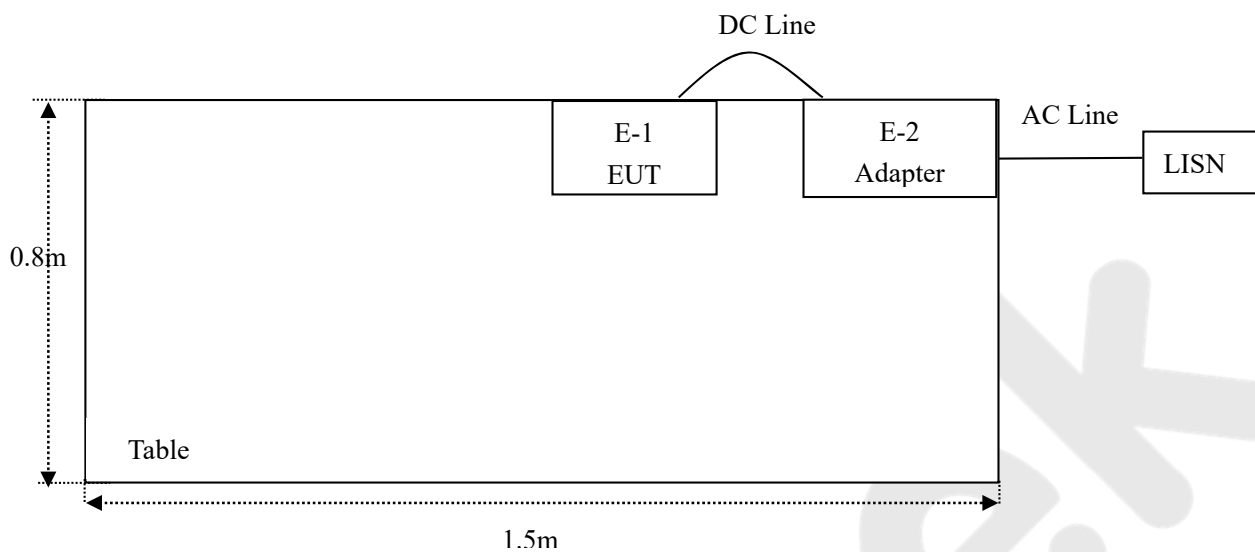 DC Line
E-1
EUT
E-2
Adapter
AC Line
LISN
0.8m
Table
1.5m